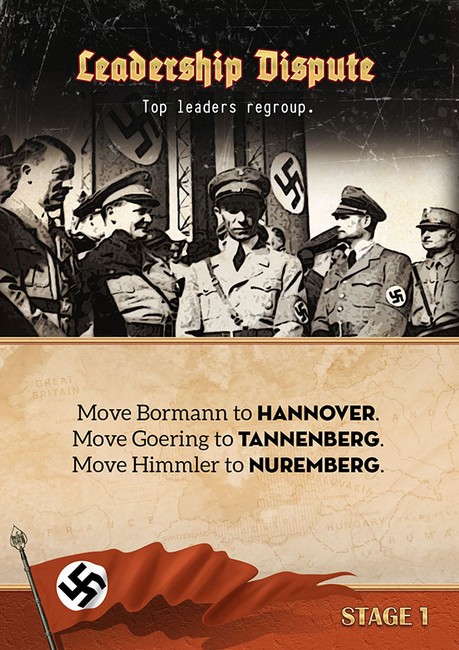 Leadership Dispute
Top leaders regroup.
GREAT
BRITAIN
Move Bormann to HANNOVER.
Move Goering to TANNENBERG.
Move Himmler to NUREMBERG.
FRANCE
HUNGARY
STAGE 1